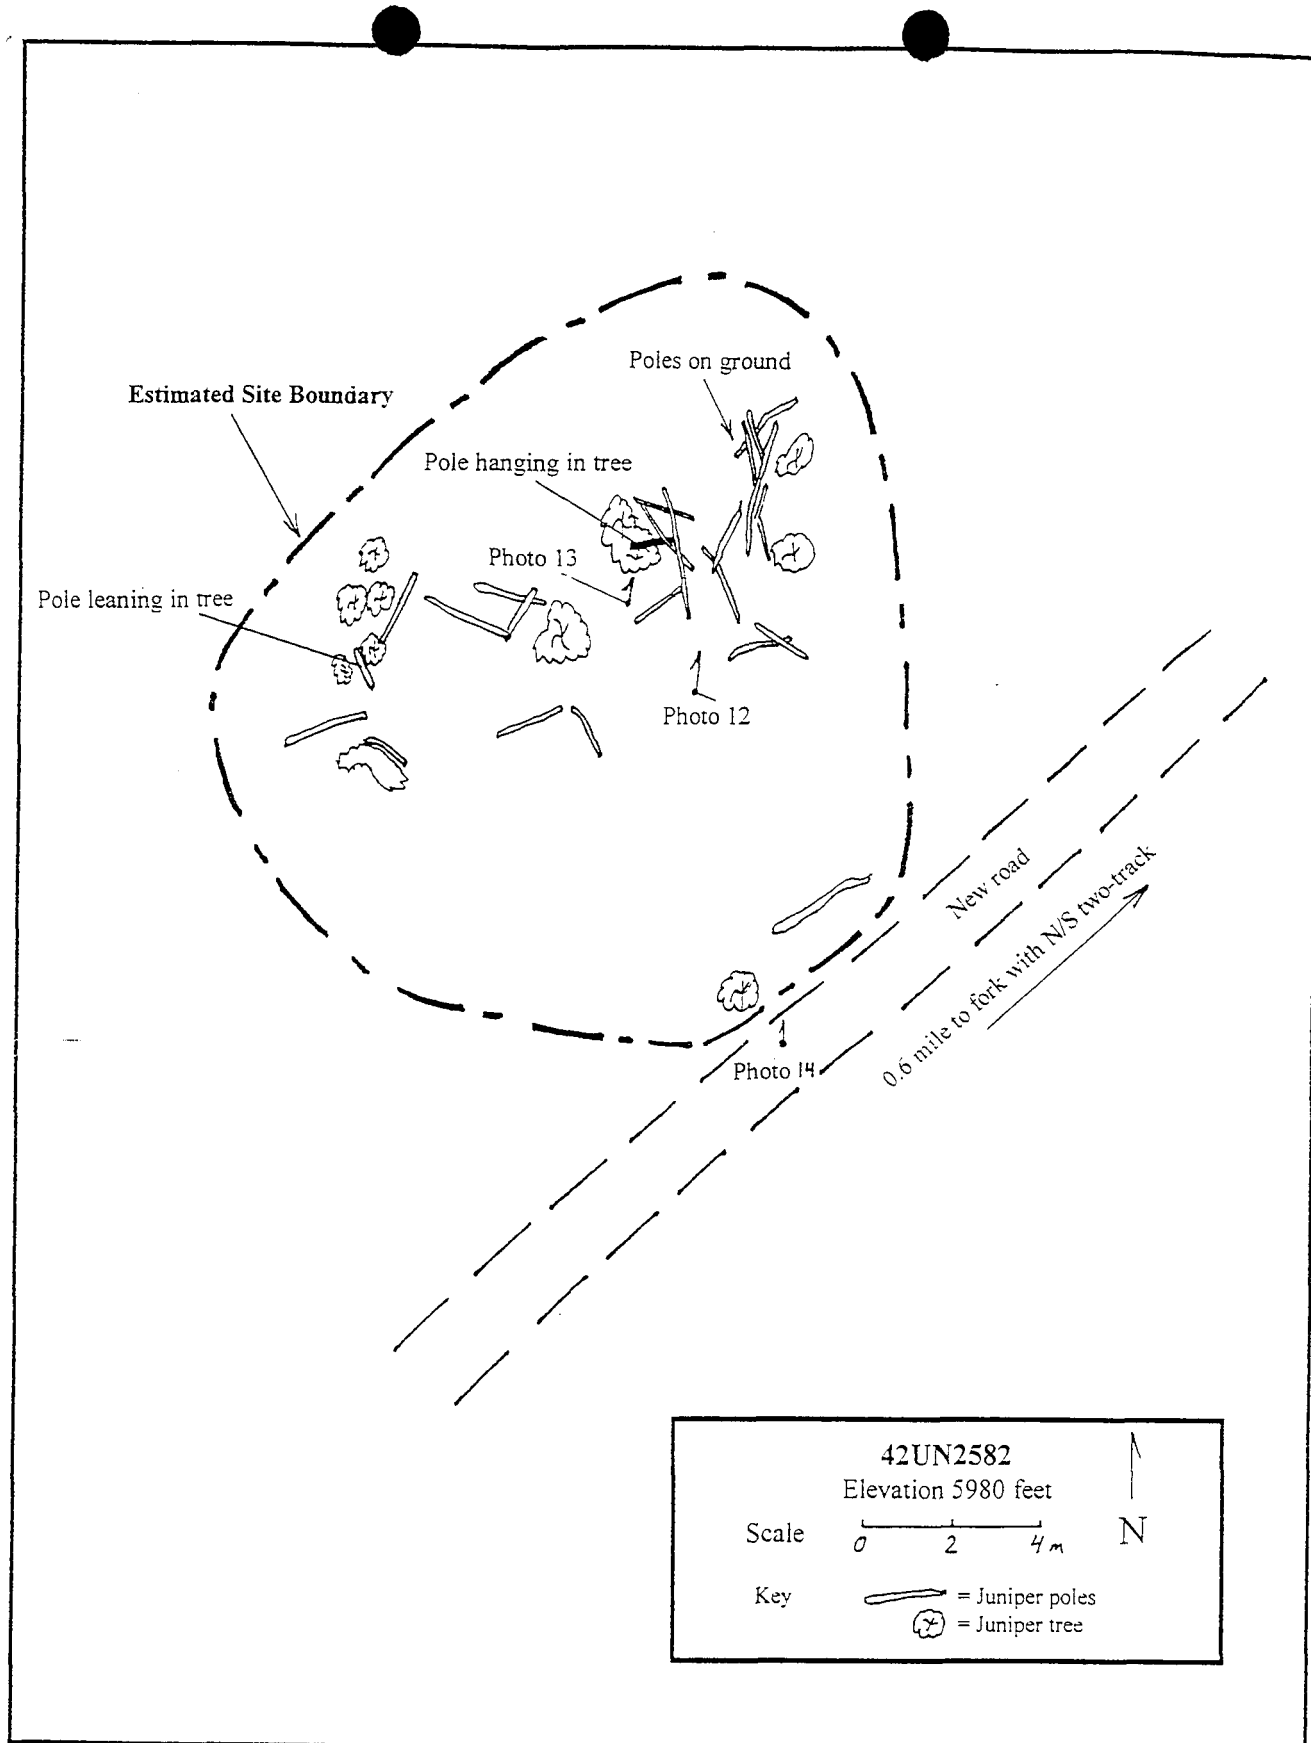 Poles on ground
Estimated Site Boundary
Pole hanging in tree
Photo 13
Pole leaning in tree
Photo 12
New road
0.6 mile to fork with N/S two-track
Photo 14
42UN2582
Elevation 5980 feet
Scale
0 2 4 m
N
Key
= Juniper poles
= Juniper tree